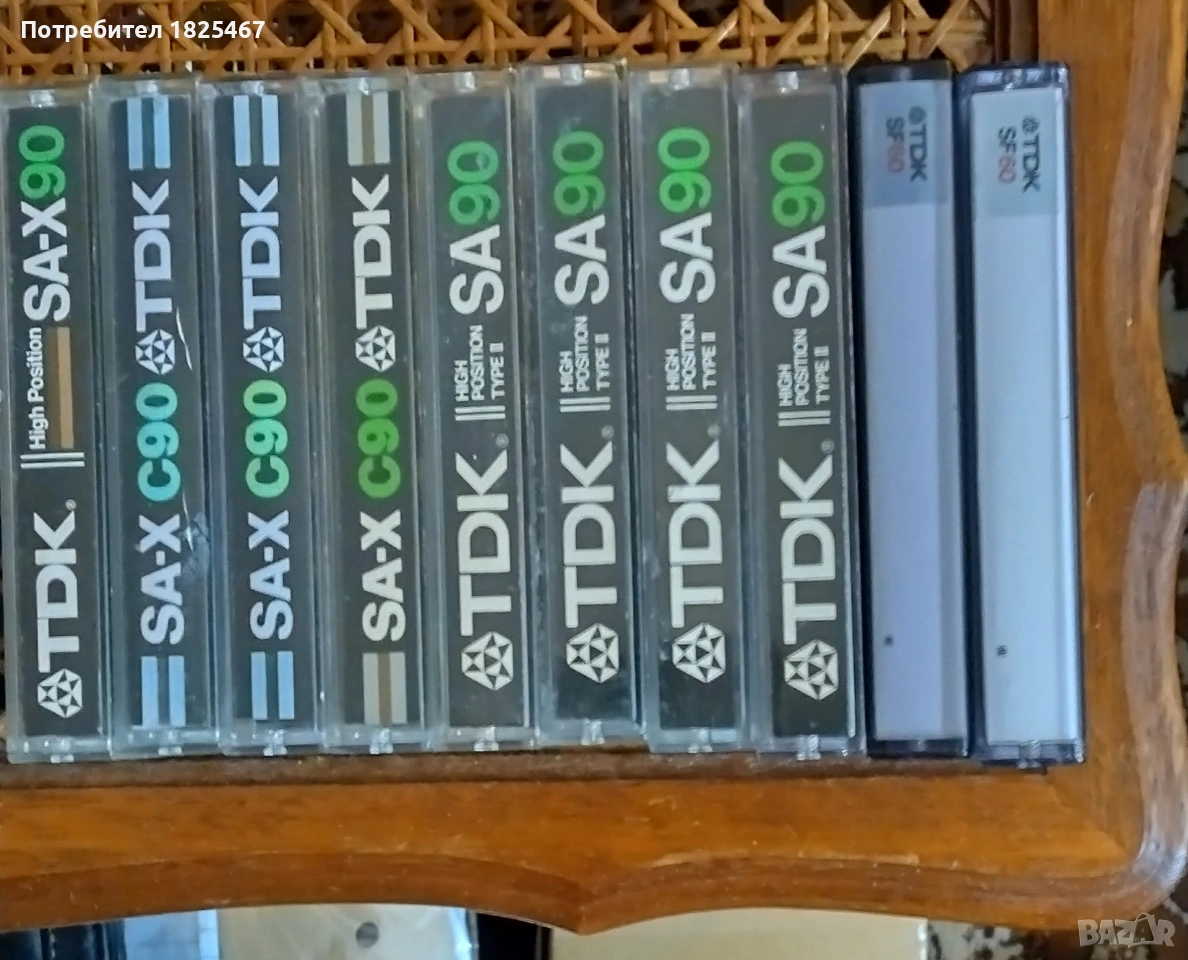 Потребител 1825467
TDK. High Position SA-X90
SA-X C90 TDK
SA-X C90 TDK
SA-X C90 TDK
TDK. HIGH POSITION TYPE II SA90
TDK. HIGH POSITION TYPE II SA90
TDK. HIGH POSITION TYPE II SA90
TDK. HIGH POSITION TYPE II SA90
TDK
SF60
TDK
SF60
BAZAR